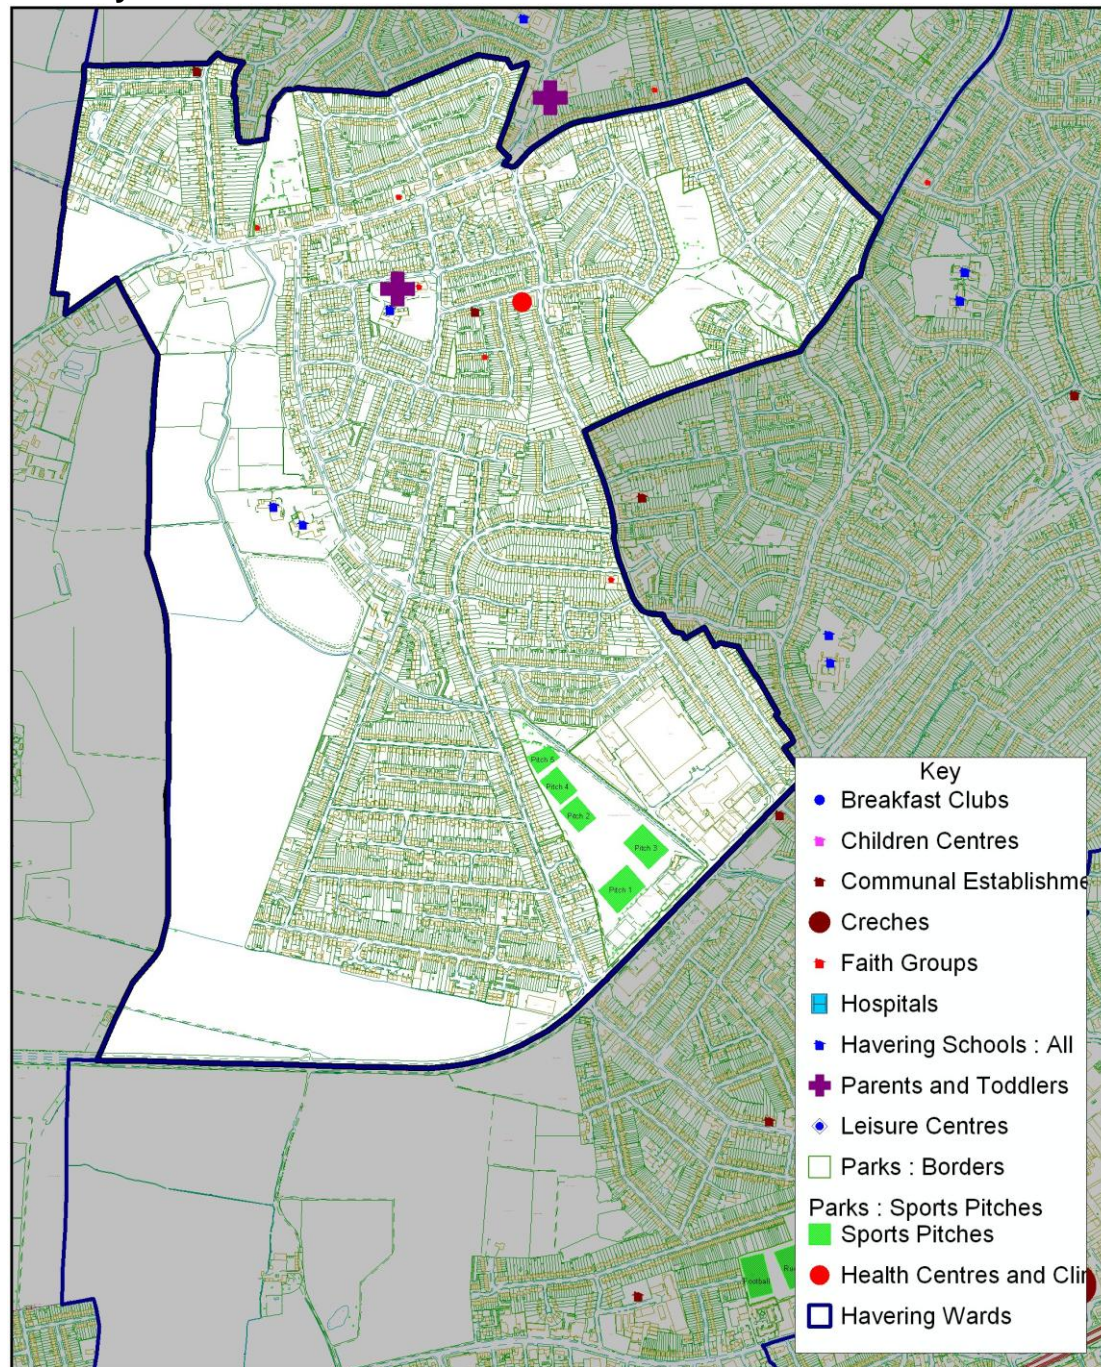 Pitch 5
Pitch 4
Pitch 2
Pitch 3
Pitch 1
Football
Key
Breakfast Clubs
Children Centres
Communal Establishme
Creches
Faith Groups
Hospitals
Havering Schools : All
Parents and Toddlers
Leisure Centres
Parks : Borders
Parks : Sports Pitches
Sports Pitches
Health Centres and Clin
Havering Wards